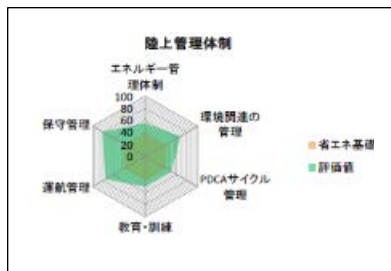 陸上管理体制
エネルギー管
理体制
100
80
60
40
20
0
環境関連の
管理
PDCAサイクル
管理
教育・訓練
運航管理
保守管理
省エネ基礎
評価値